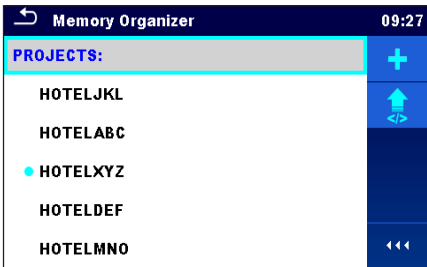 Memory Organizer 09:27
PROJECTS:
HOTELJKL
HOTELABC
HOTELXYZ
HOTELDEF
HOTELMNO